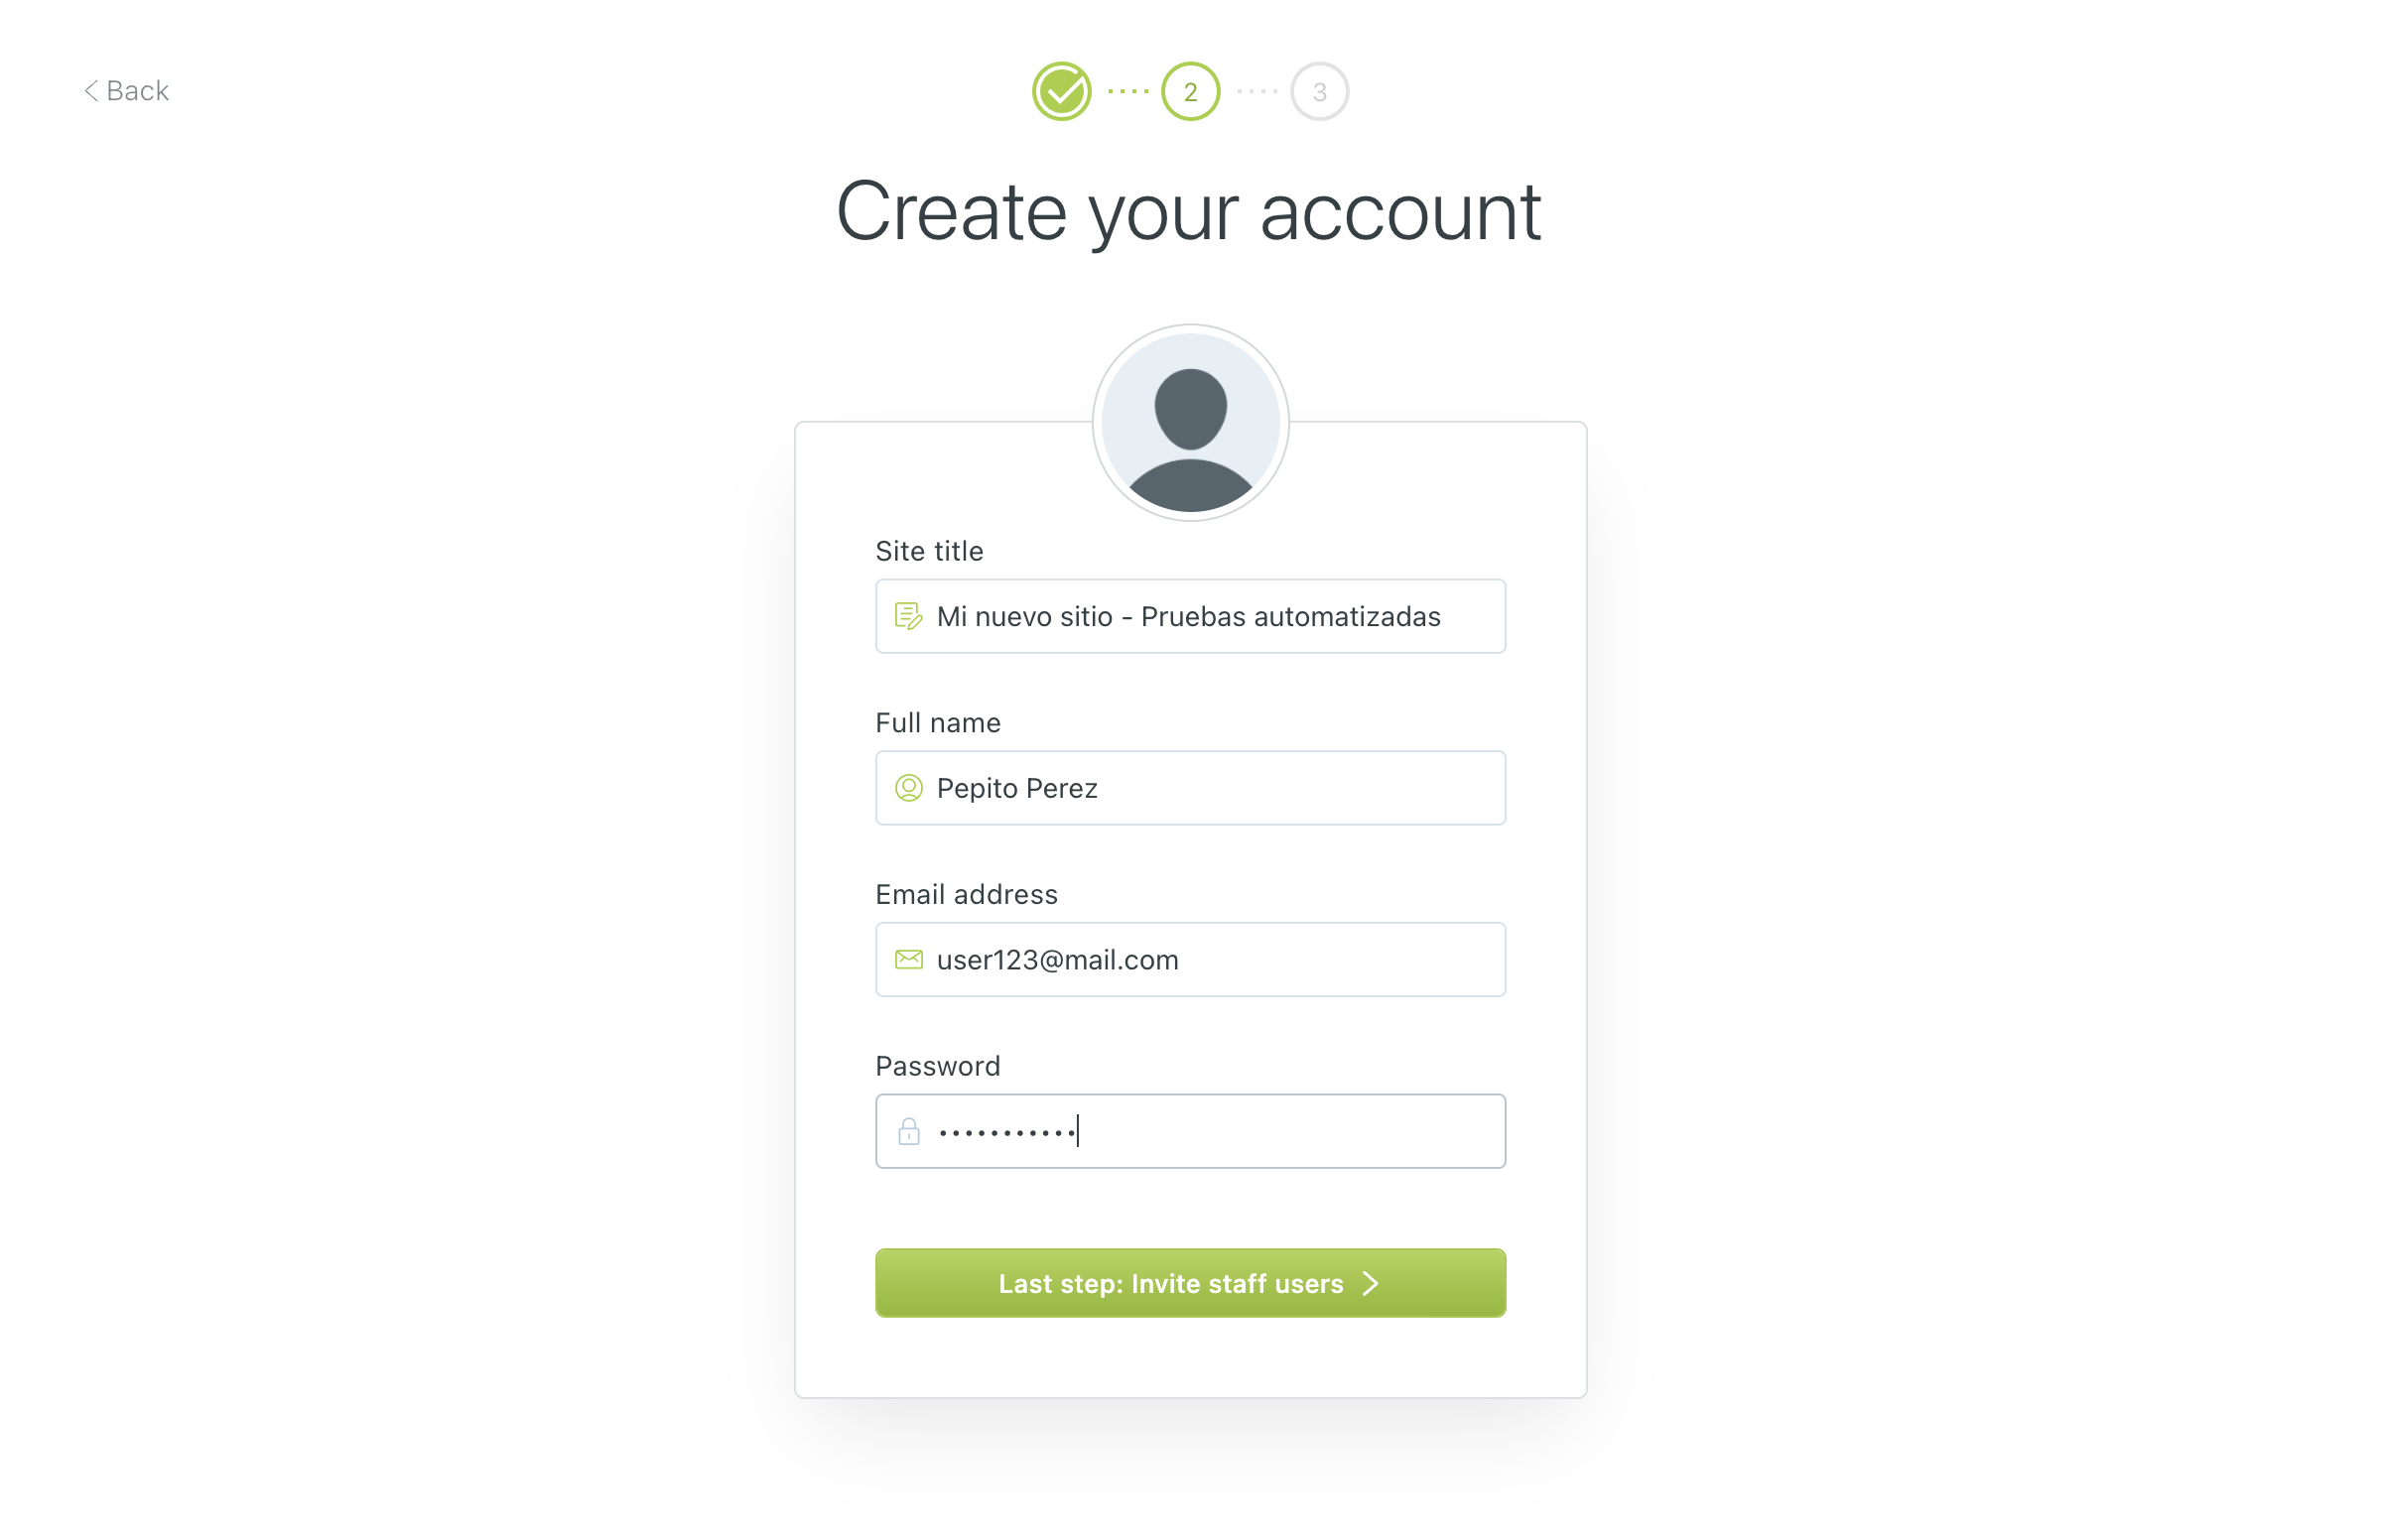 Back
2
3
Create your account
Site title
Mi nuevo sitio - Pruebas automatizadas
Full name
Pepito Perez
Email address
user123@mail.com
Password
•••••••••••
Last step: Invite staff users